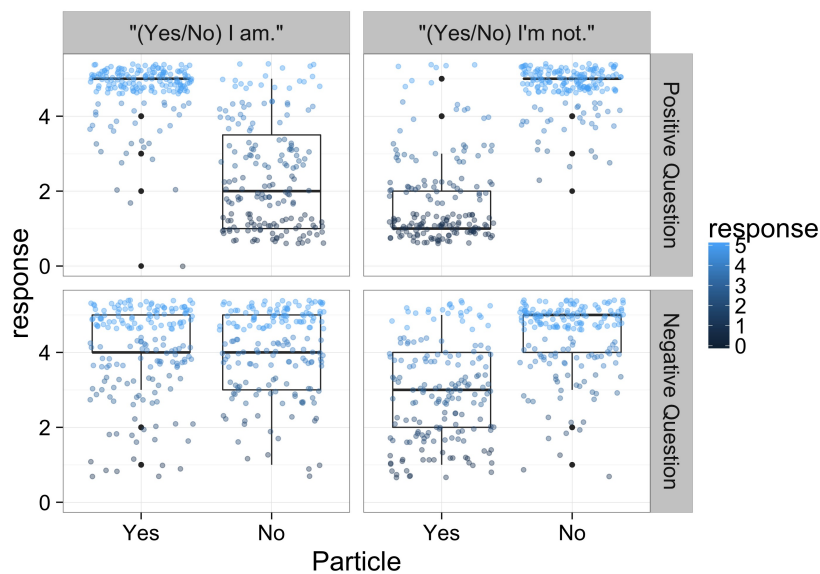 "(Yes/No) I am."
"(Yes/No) I'm not."
Positive Question
Negative Question
response
4
2
0
4
2
0
Yes
No
Yes
No
Particle
response
5
4
3
2
1
0